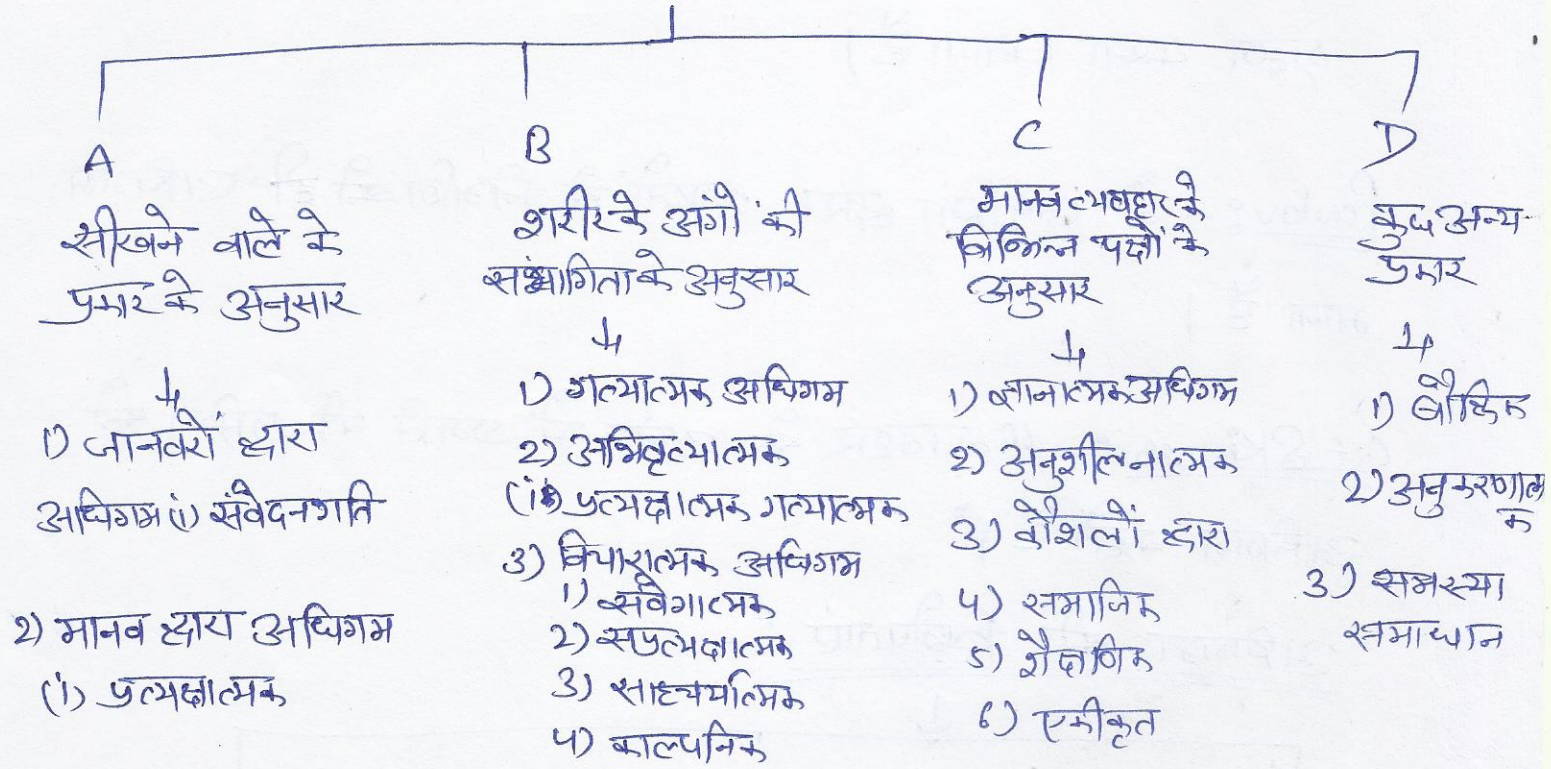 A
सीखने वाले के
प्रकार के अनुसार
1) जानवरों द्वारा
अधिगम (i) संवेदनगति
2) मानव द्वारा अधिगम
(i) प्रत्यक्षात्मक
B
शरीर के अंगों की
संभागिता के अनुसार
1) गत्यात्मक अधिगम
2) अभिवृत्यात्मक
(i) प्रत्यक्षात्मक गत्यात्मक
3) विचारात्मक अधिगम
1) संवेगात्मक
2) सप्रत्यक्षात्मक
3) साहचर्यात्मक
4) काल्पनिक
C
मानव व्यवहार के
विभिन्न पक्षों के
अनुसार
1) ज्ञानात्मक अधिगम
2) अनुशीलनात्मक
3) कौशलों द्वारा
4) समाजिक
5) शैक्षणिक
6) एकीकृत
D
कुछ अन्य
प्रकार
1) बौद्धिक
2) अनुकरणात्म
क
3) समस्या
समाधान